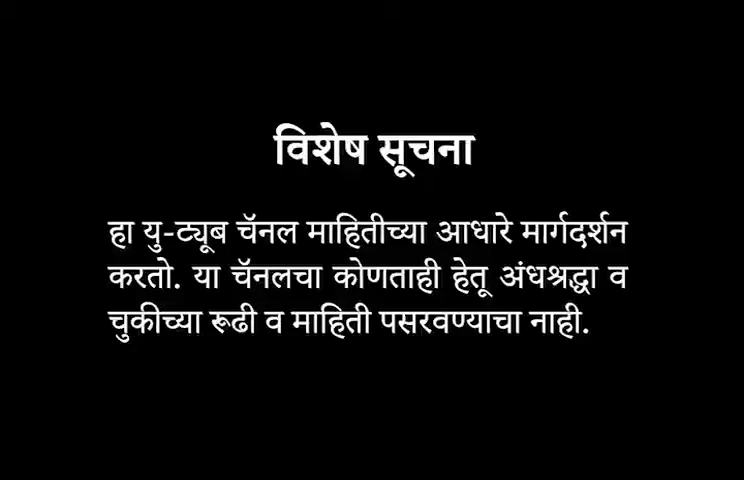 विशेष सूचना
हा यु-ट्यूब चॅनल माहितीच्या आधारे मार्गदर्शन
करतो. या चॅनलचा कोणताही हेतू अंधश्रद्धा व
चुकीच्या रूढी व माहिती पसरवण्याचा नाही.